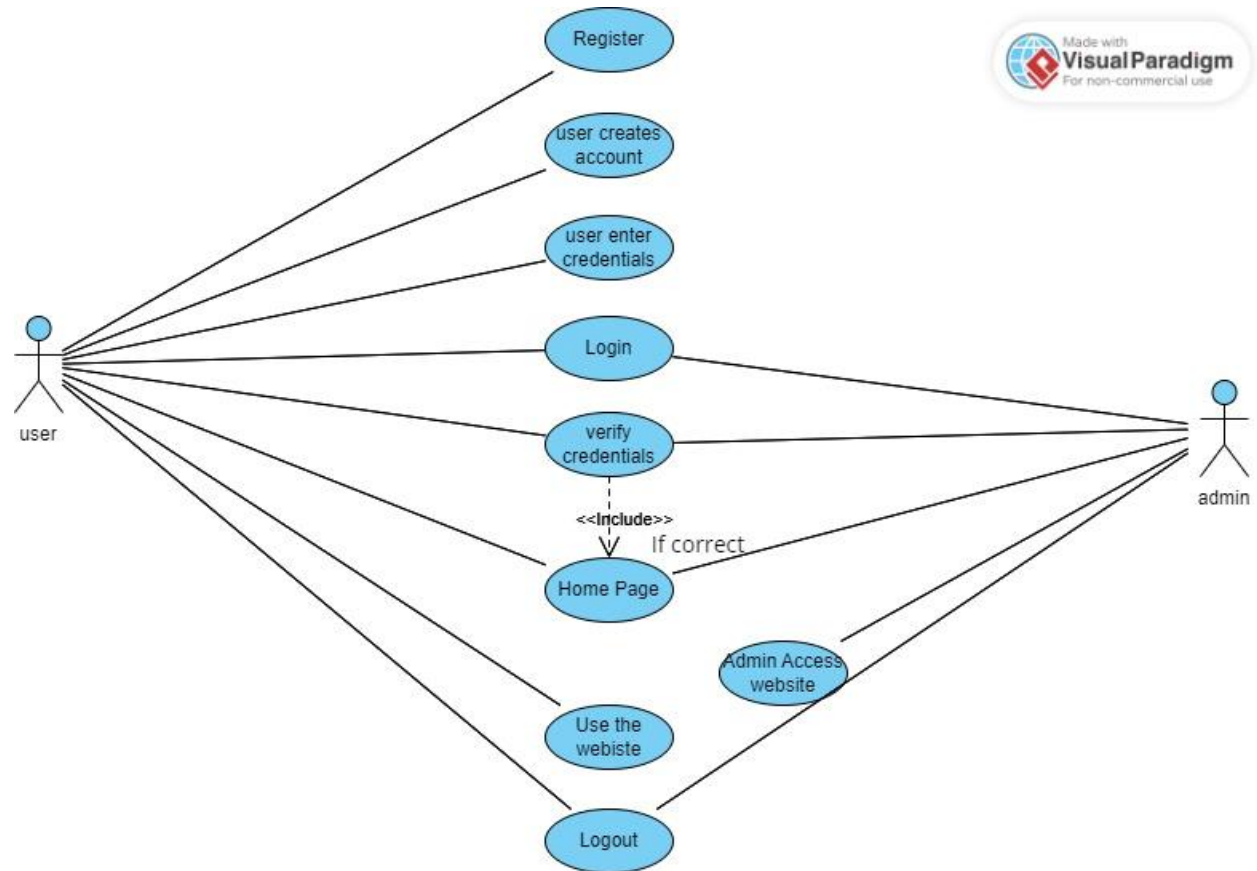 Register
Made with
Visual Paradigm
For non-commercial use
user creates
account
user enter
credentials
Login
user
verify
credentials
admin
<<Include>>
If correct
Home Page
Admin Access
website
Use the
webiste
Logout